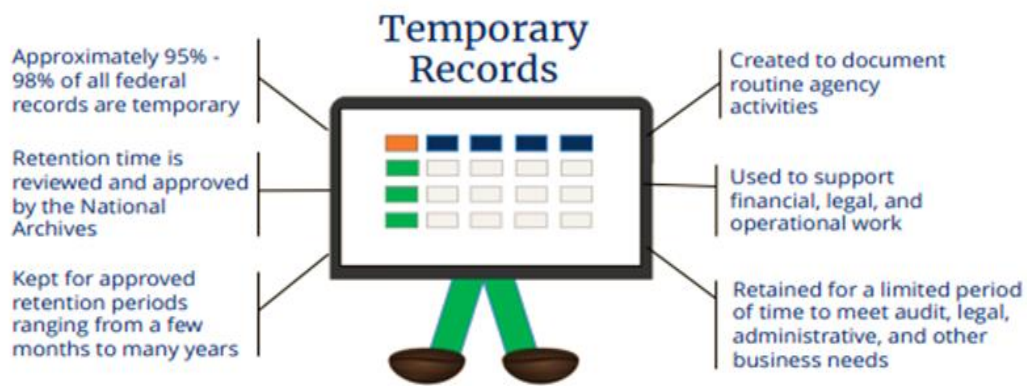 Temporary
Records
Approximately 95% -
98% of all federal
records are temporary
Retention time is
reviewed and approved
by the National
Archives
Kept for approved
retention periods
ranging from a few
months to many years
Created to document
routine agency
activities
Used to support
financial, legal, and
operational work
Retained for a limited period
of time to meet audit, legal,
administrative, and other
business needs